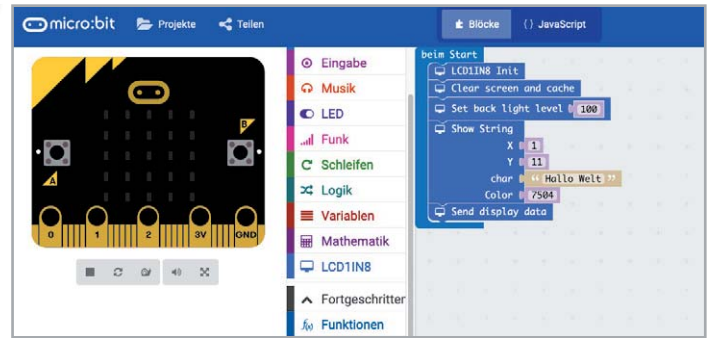 micro:bit Projekte Teilen Blöcke {} JavaScript
B
A
0 1 2 3V GND
Eingabe
Musik
LED
Funk
Schleifen
Logik
Variablen
Mathematik
LCD1IN8
Fortgeschritten
f(x) Funktionen
beim Start
LCD1IN8 Init
Clear screen and cache
Set back light level 100
Show String
X 1
Y 11
char “ Hallo Welt ”
Color 7504
Send display data